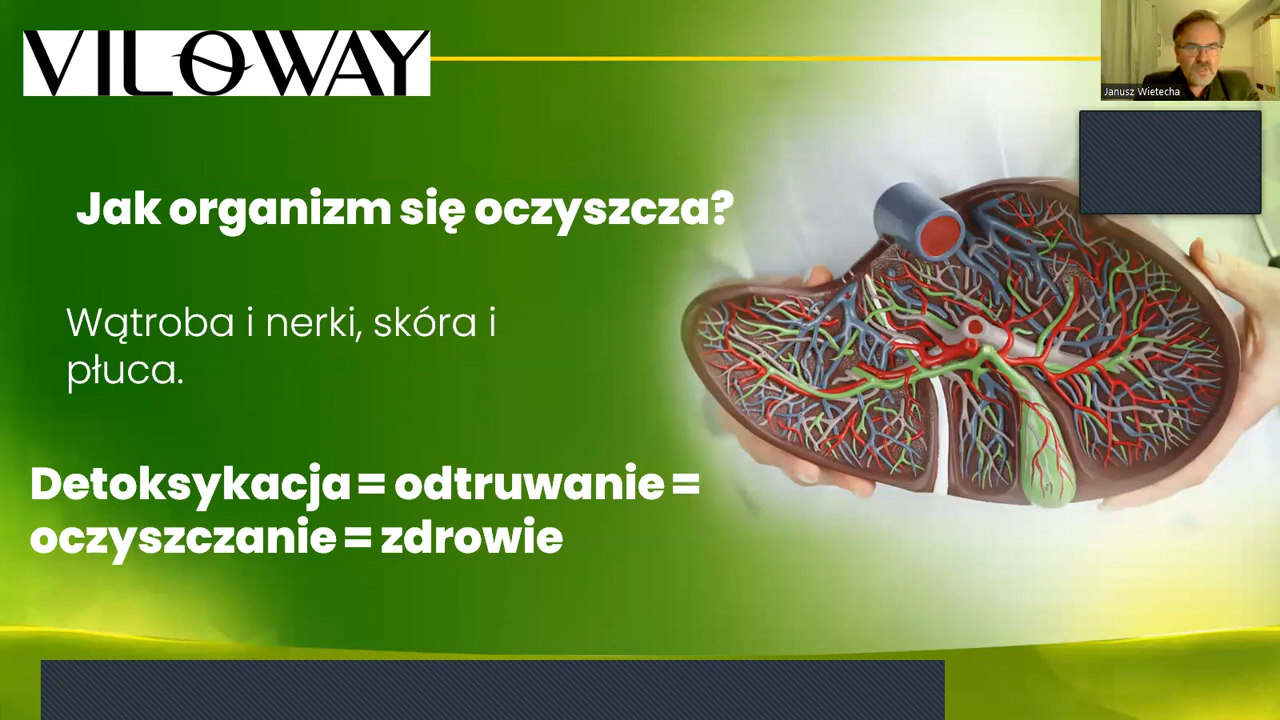 VILOWAY
Janusz Wietecha
Jak organizm się oczyszcza?
Wątroba i nerki, skóra i
płuca.
Detoksykacja = odtruwanie =
oczyszczanie = zdrowie